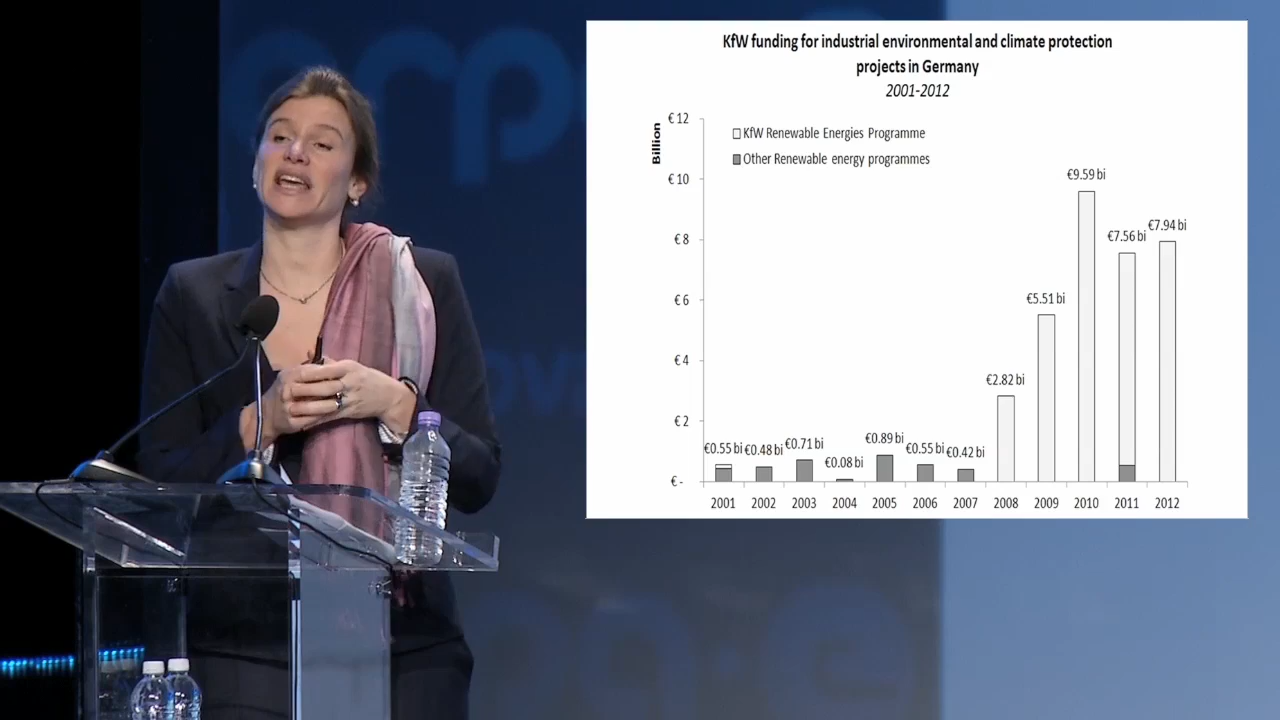 KfW funding for industrial environmental and climate protection
projects in Germany
2001-2012
Billion
€ 12
€ 10
€ 8
€ 6
€ 4
€ 2
€ -
KfW Renewable Energies Programme
Other Renewable energy programmes
€0.55 bi
€0.48 bi
€0.71 bi
€0.08 bi
€0.89 bi
€0.55 bi
€0.42 bi
€2.82 bi
€5.51 bi
€9.59 bi
€7.56 bi
€7.94 bi
2001 2002 2003 2004 2005 2006 2007 2008 2009 2010 2011 2012